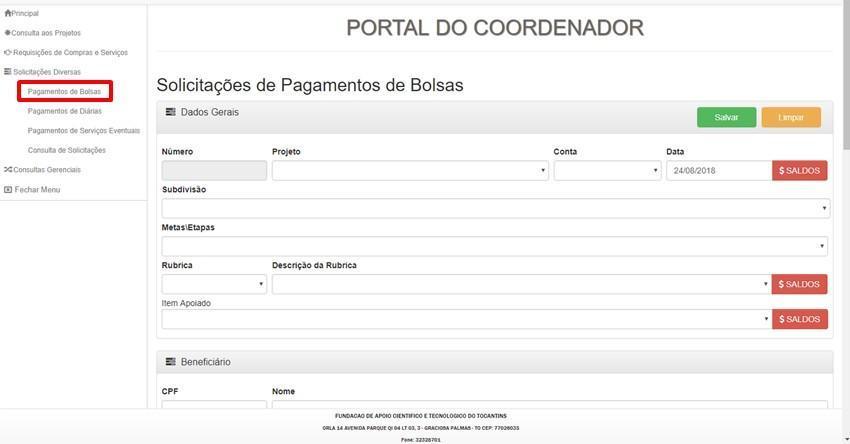 Principal
Consulta aos Projetos
Requisições de Compras e Serviços
Solicitações Diversas
Pagamentos de Bolsas
Pagamentos de Diárias
Pagamentos de Serviços Eventuais
Consulta de Solicitações
Consultas Gerenciais
Fechar Menu
PORTAL DO COORDENADOR
Solicitações de Pagamentos de Bolsas
Dados Gerais Salvar Limpar
Número Projeto Conta Data
24/08/2018 $ SALDOS
Subdivisão
Metas\Etapas
Rubrica Descrição da Rubrica
$ SALDOS
Item Apoiado
$ SALDOS
Beneficiário
CPF Nome
FUNDACAO DE APOIO CIENTIFICO E TECNOLOGICO DO TOCANTINS
ORLA 14 AVENIDA PARQUE QI 04 LT 03, 3 - GRACIOSA PALMAS - TO CEP: 77026035
Fone: 32328701